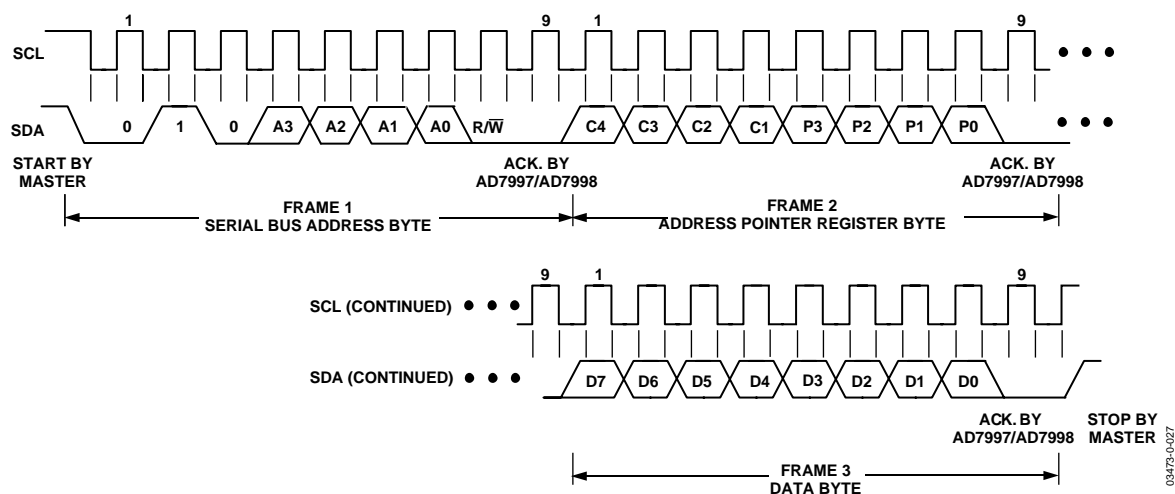 1 9 1 9
SCL
SDA 0 1 0 A3 A2 A1 A0 R/W̅ C4 C3 C2 C1 P3 P2 P1 P0
START BY
MASTER
ACK. BY
AD7997/AD7998
ACK. BY
AD7997/AD7998
FRAME 1
SERIAL BUS ADDRESS BYTE
FRAME 2
ADDRESS POINTER REGISTER BYTE
9 1 9
SCL (CONTINUED)
SDA (CONTINUED) D7 D6 D5 D4 D3 D2 D1 D0
ACK. BY
AD7997/AD7998
STOP BY
MASTER
FRAME 3
DATA BYTE
03473-0-027